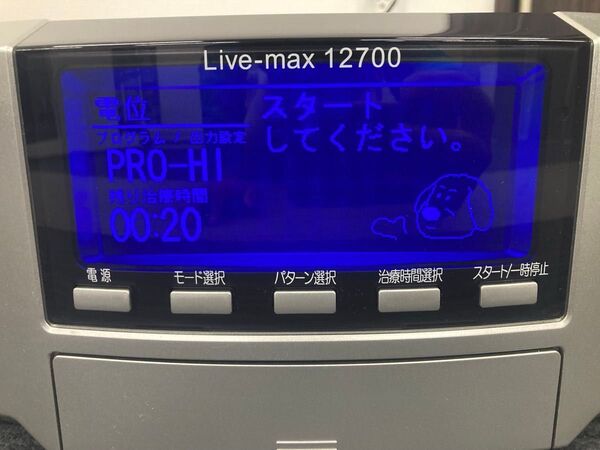 Live-max 12700
電位
プログラム / 出力設定
PRO-HI
残り治療時間
00:20
スタート
してください。
電源
モード選択
パターン選択
治療時間選択
スタート/一時停止